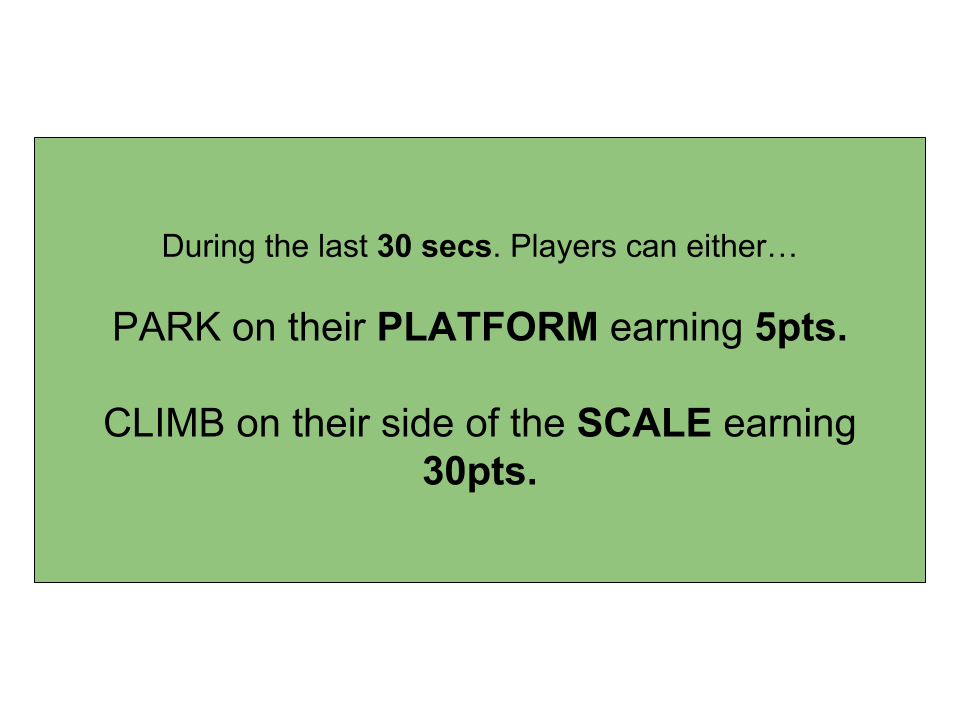 During the last 30 secs. Players can either…
PARK on their PLATFORM earning 5pts.
CLIMB on their side of the SCALE earning
30pts.